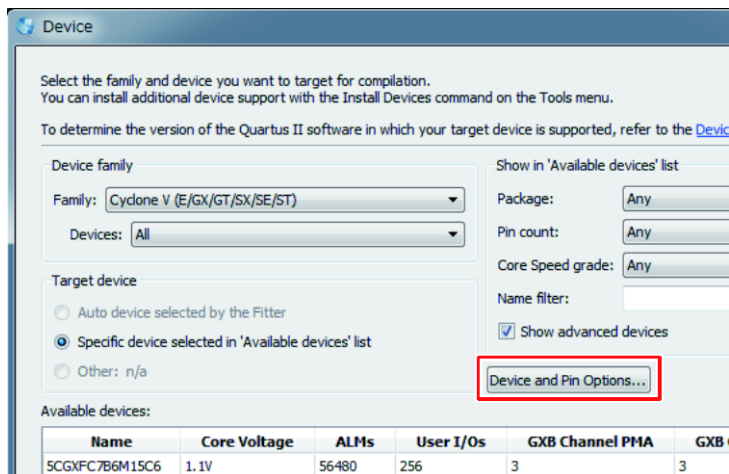 Device
Select the family and device you want to target for compilation.
You can install additional device support with the Install Devices command on the Tools menu.
To determine the version of the Quartus II software in which your target device is supported, refer to the Devic
Device family
Family: Cyclone V (E/GX/GT/SX/SE/ST)
Devices: All
Target device
Auto device selected by the Fitter
Specific device selected in 'Available devices' list
Other: n/a
Show in 'Available devices' list
Package: Any
Pin count: Any
Core Speed grade: Any
Name filter:
Show advanced devices
Device and Pin Options...
Available devices:
Name Core Voltage ALMs User I/Os GXB Channel PMA GXB
5CGXFC7B6M15C6 1.1V 56480 256 3 3